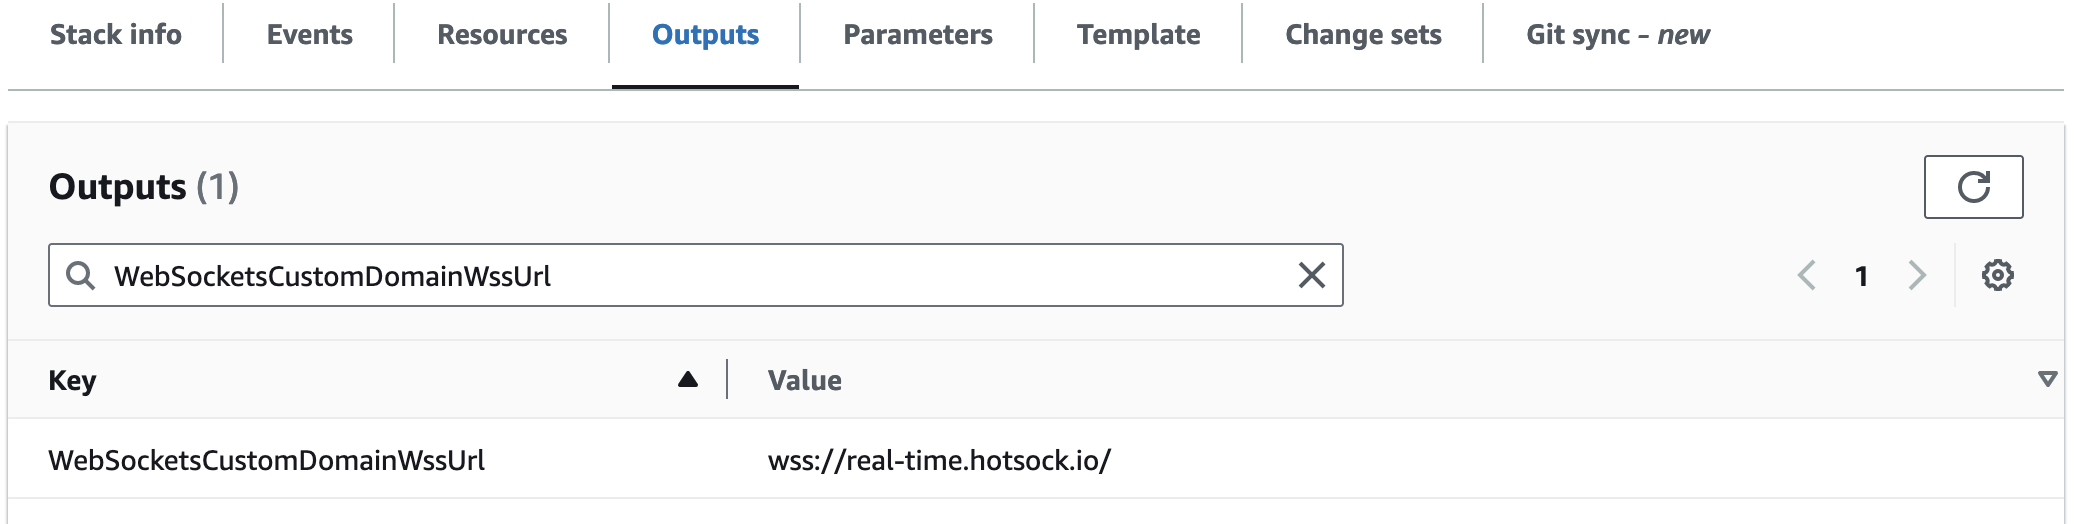 Stack info Events Resources Outputs Parameters Template Change sets Git sync - new
Outputs (1)
WebSocketsCustomDomainWssUrl
1
Key Value
WebSocketsCustomDomainWssUrl wss://real-time.hotsock.io/